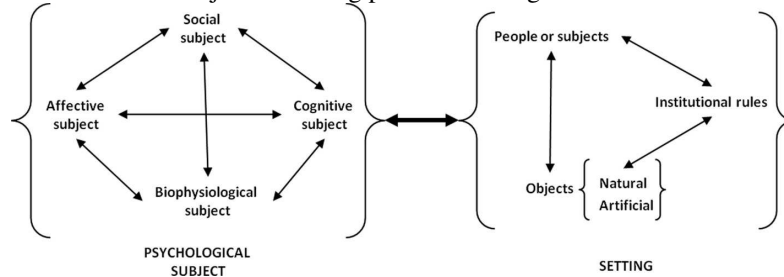 Social
subject
Affective
subject
Cognitive
subject
Biophysiological
subject
PSYCHOLOGICAL
SUBJECT
People or subjects
Institutional rules
Objects
Natural
Artificial
SETTING